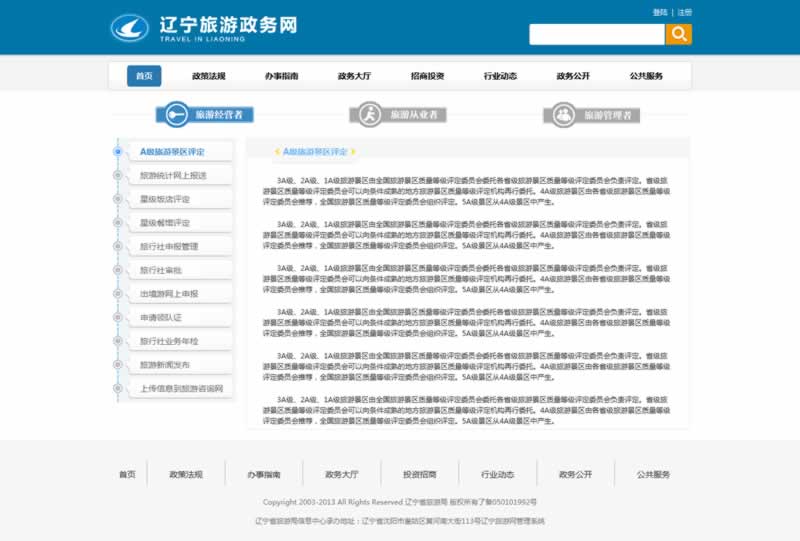 辽宁旅游政务网
TRAVEL IN LIAONING
登陆 | 注册
首页 政策法规 办事指南 政务大厅 招商投资 行业动态 政务公开 公共服务
旅游经营者 旅游从业者 旅游管理者
A级旅游景区评定
旅游统计网上报送
星级饭店评定
星级餐馆评定
旅行社申报管理
旅行社审批
出境游网上申报
申请领队证
旅行社业务年检
旅游新闻发布
上传信息到旅游咨询网
A级旅游景区评定
3A级、2A级、1A级旅游景区由全国旅游景区质量等级评定委员会委托各省级旅游景区质量等级评定委员会负责评定。省级旅
游景区质量等级评定委员会可以向条件成熟的地方旅游景区质量等级评定机构再行委托。4A级旅游景区由各省级旅游景区质量等级
评定委员会推荐，全国旅游景区质量等级评定委员会组织评定。5A级景区从4A级景区中产生。
3A级、2A级、1A级旅游景区由全国旅游景区质量等级评定委员会委托各省级旅游景区质量等级评定委员会负责评定。省级旅
游景区质量等级评定委员会可以向条件成熟的地方旅游景区质量等级评定机构再行委托。4A级旅游景区由各省级旅游景区质量等级
评定委员会推荐，全国旅游景区质量等级评定委员会组织评定。5A级景区从4A级景区中产生。
3A级、2A级、1A级旅游景区由全国旅游景区质量等级评定委员会委托各省级旅游景区质量等级评定委员会负责评定。省级旅
游景区质量等级评定委员会可以向条件成熟的地方旅游景区质量等级评定机构再行委托。4A级旅游景区由各省级旅游景区质量等级
评定委员会推荐，全国旅游景区质量等级评定委员会组织评定。5A级景区从4A级景区中产生。
3A级、2A级、1A级旅游景区由全国旅游景区质量等级评定委员会委托各省级旅游景区质量等级评定委员会负责评定。省级旅
游景区质量等级评定委员会可以向条件成熟的地方旅游景区质量等级评定机构再行委托。4A级旅游景区由各省级旅游景区质量等级
评定委员会推荐，全国旅游景区质量等级评定委员会组织评定。5A级景区从4A级景区中产生。
3A级、2A级、1A级旅游景区由全国旅游景区质量等级评定委员会委托各省级旅游景区质量等级评定委员会负责评定。省级旅
游景区质量等级评定委员会可以向条件成熟的地方旅游景区质量等级评定机构再行委托。4A级旅游景区由各省级旅游景区质量等级
评定委员会推荐，全国旅游景区质量等级评定委员会组织评定。5A级景区从4A级景区中产生。
3A级、2A级、1A级旅游景区由全国旅游景区质量等级评定委员会委托各省级旅游景区质量等级评定委员会负责评定。省级旅
游景区质量等级评定委员会可以向条件成熟的地方旅游景区质量等级评定机构再行委托。4A级旅游景区由各省级旅游景区质量等级
评定委员会推荐，全国旅游景区质量等级评定委员会组织评定。5A级景区从4A级景区中产生。
首页 政策法规 办事指南 政务大厅 投资招商 行业动态 政务公开 公共服务
Copyright 2003-2013 All Rights Reserved 辽宁省旅游局 版权所有辽ICP备050101992号
辽宁省旅游局信息中心承办地址：辽宁省沈阳市皇姑区黄河南大街113号辽宁旅游网管理系统